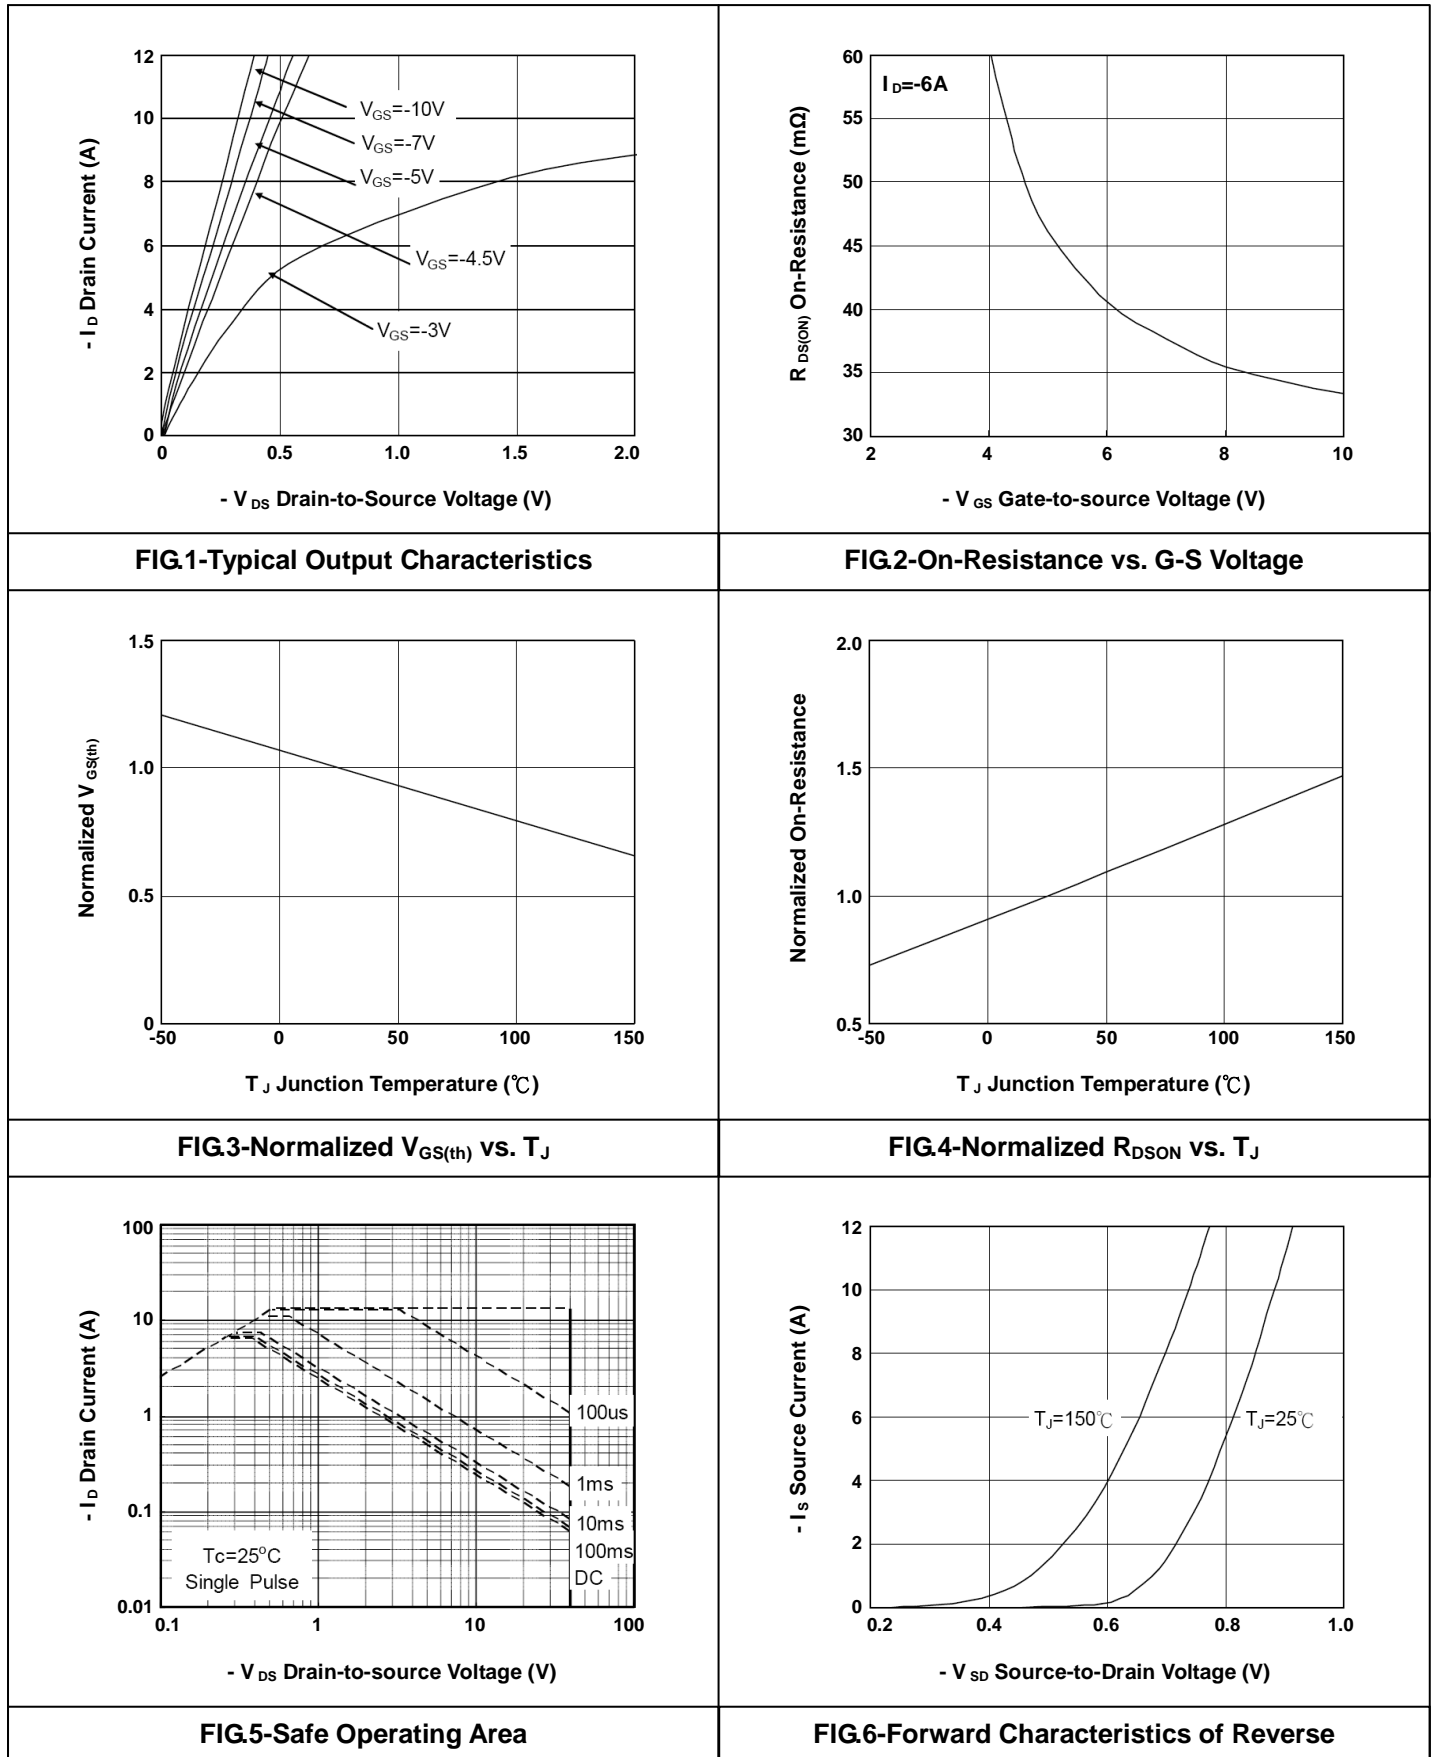 12
10
8
6
4
2
0
- I D Drain Current (A)
VGS=-10V
VGS=-7V
VGS=-5V
VGS=-4.5V
VGS=-3V
0 0.5 1.0 1.5 2.0
- V DS Drain-to-Source Voltage (V)
FIG.1-Typical Output Characteristics
60
55
50
45
40
35
30
R DS(ON) On-Resistance (mΩ)
I D=-6A
2 4 6 8 10
- V GS Gate-to-source Voltage (V)
FIG.2-On-Resistance vs. G-S Voltage
1.5
1.0
0.5
0
Normalized V GS(th)
-50 0 50 100 150
T J Junction Temperature (℃)
FIG.3-Normalized VGS(th) vs. TJ
2.0
1.5
1.0
0.5
Normalized On-Resistance
-50 0 50 100 150
T J Junction Temperature (℃)
FIG.4-Normalized RDSON vs. TJ
100
10
1
0.1
0.01
- I D Drain Current (A)
100us
1ms
10ms
100ms
DC
Tc=25°C
Single Pulse
0.1 1 10 100
- V DS Drain-to-source Voltage (V)
FIG.5-Safe Operating Area
12
10
8
6
4
2
0
- I S Source Current (A)
TJ=150℃
TJ=25℃
0.2 0.4 0.6 0.8 1.0
- V SD Source-to-Drain Voltage (V)
FIG.6-Forward Characteristics of Reverse